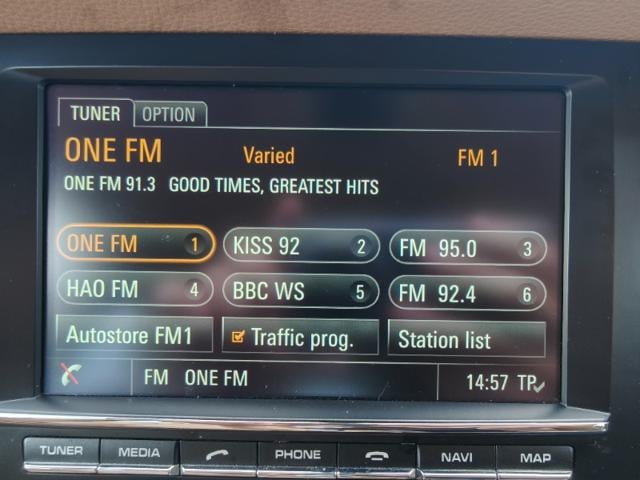 TUNER OPTION
ONE FM Varied FM 1
ONE FM 91.3 GOOD TIMES, GREATEST HITS
ONE FM 1 KISS 92 2 FM 95.0 3
HAO FM 4 BBC WS 5 FM 92.4 6
Autostore FM1 Traffic prog. Station list
FM ONE FM 14:57 TP
TUNER MEDIA PHONE NAVI MAP